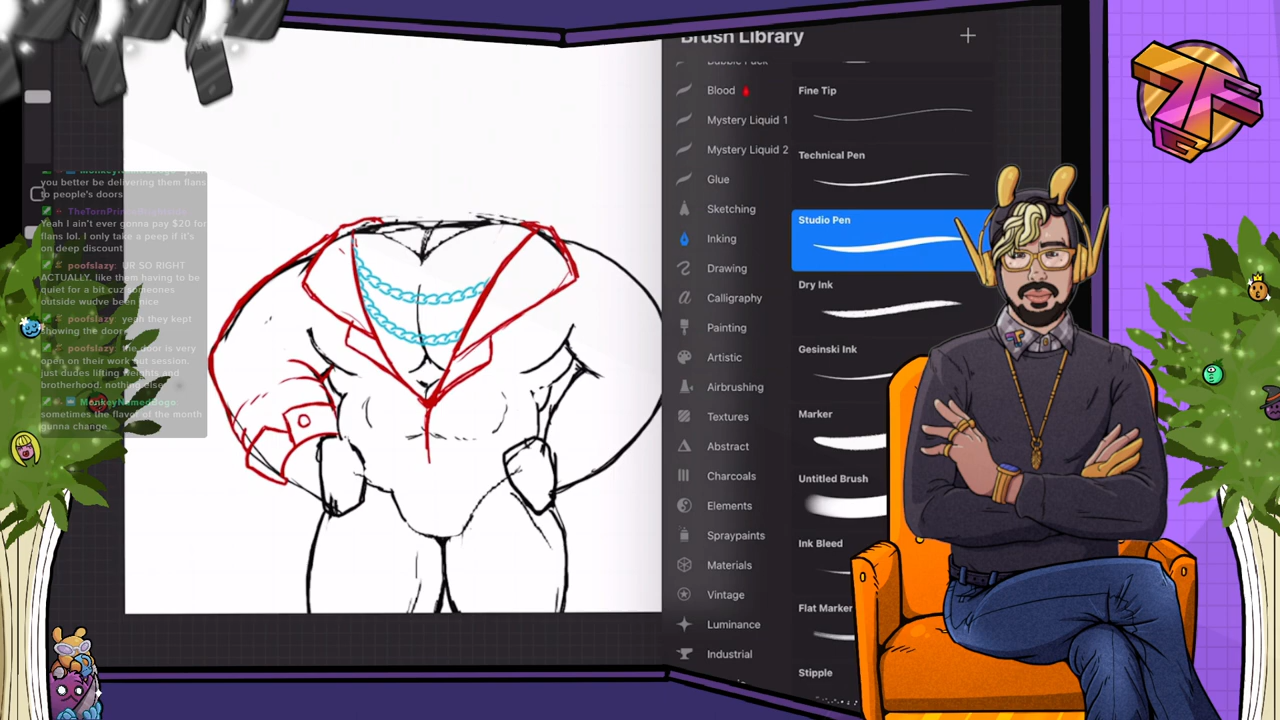 Brush Library
Bubble Pack
Blood
Mystery Liquid 1
Mystery Liquid 2
Glue
Sketching
Inking
Drawing
Calligraphy
Painting
Artistic
Airbrushing
Textures
Abstract
Charcoals
Elements
Spraypaints
Materials
Vintage
Luminance
Industrial
Fine Tip
Technical Pen
Studio Pen
Dry Ink
Gesinski Ink
Marker
Untitled Brush
Ink Bleed
Flat Marker
Stipple
you better be delivering them flans
to people's doors
Yeah I ain't ever gonna pay $20 for
flans lol. I only take a peep if it's
on deep discount
poofslazy: UR SO RIGHT
ACTUALLY, like them having to be
quiet for a bit cuz someones
outside wudve been nice
poofslazy: yeah they kept
showing the door
poofslazy: the door is very
open on their work out session.
just dudes lifting weights and
brotherhood. nothing else
MonkeyNamedBogo:
sometimes the flavor of the month
gunna change